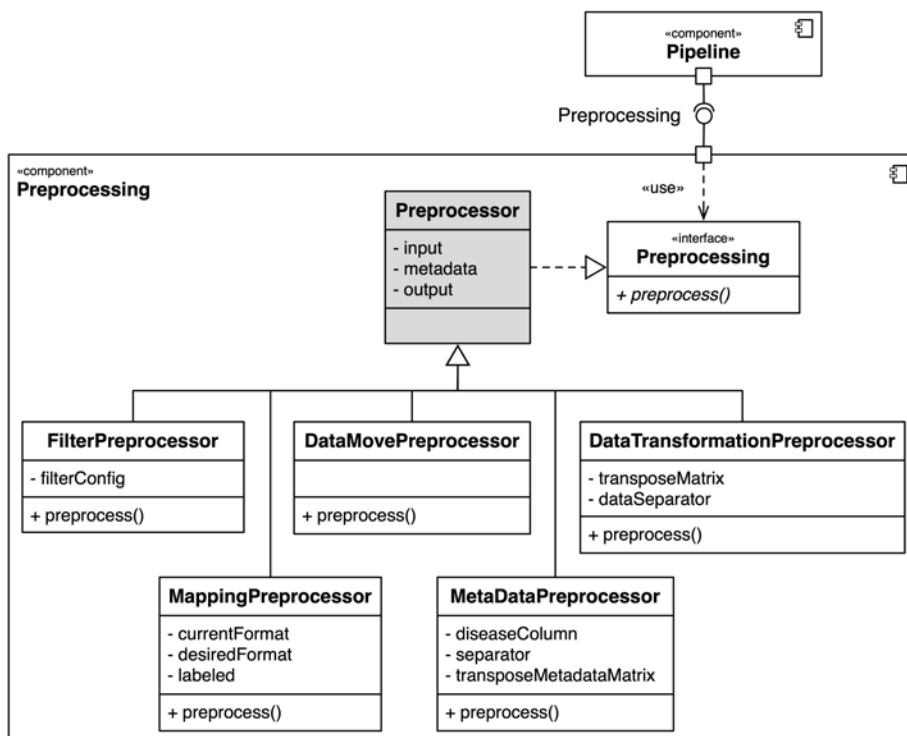 «component»
Pipeline
Preprocessing
«component»
Preprocessing
«use»
Preprocessor
- input
- metadata
- output
«interface»
Preprocessing
+ preprocess()
FilterPreprocessor
- filterConfig
+ preprocess()
DataMovePreprocessor
+ preprocess()
DataTransformationPreprocessor
- transposeMatrix
- dataSeparator
+ preprocess()
MappingPreprocessor
- currentFormat
- desiredFormat
- labeled
+ preprocess()
MetaDataPreprocessor
- diseaseColumn
- separator
- transposeMetadataMatrix
+ preprocess()